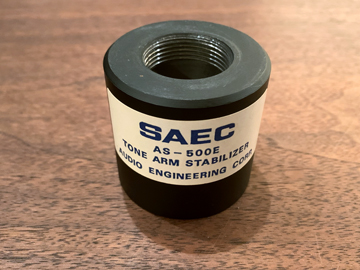 SAEC
AS-500E
TONE ARM STABILIZER
AUDIO ENGINEERING CORP